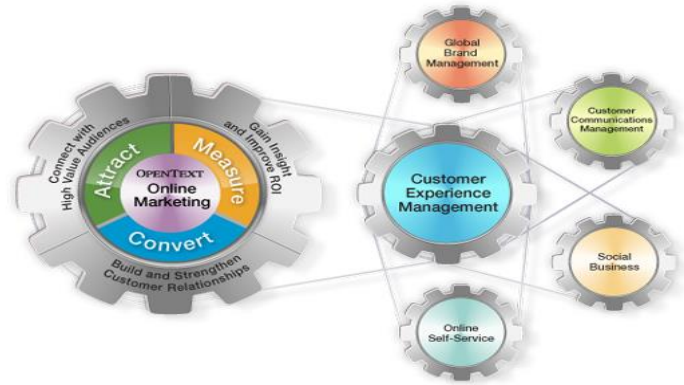 Connect with
High Value Audiences
Gain Insight
and Improve ROI
Attract
Measure
OPENTEXT
Online
Marketing
Convert
Build and Strengthen
Customer Relationships
Global
Brand
Management
Customer
Communications
Management
Customer
Experience
Management
Social
Business
Online
Self-Service